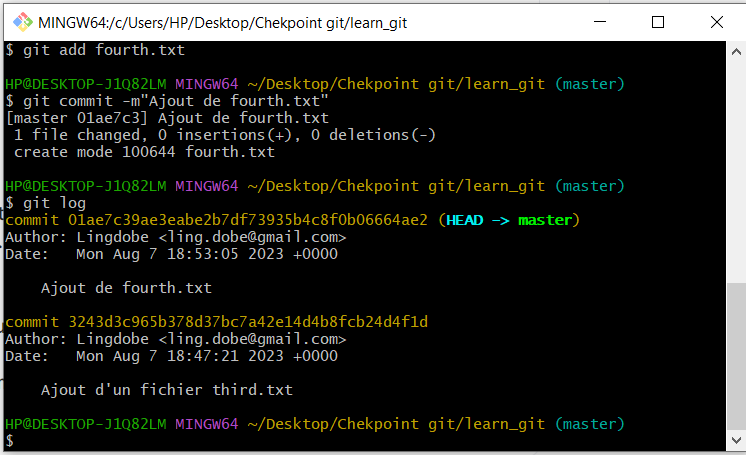 MINGW64:/c/Users/HP/Desktop/Chekpoint git/learn_git
$ git add fourth.txt
HP@DESKTOP-J1Q82LM MINGW64 ~/Desktop/Chekpoint git/learn_git (master)
$ git commit -m"Ajout de fourth.txt"
[master 01ae7c3] Ajout de fourth.txt
 1 file changed, 0 insertions(+), 0 deletions(-)
 create mode 100644 fourth.txt
HP@DESKTOP-J1Q82LM MINGW64 ~/Desktop/Chekpoint git/learn_git (master)
$ git log
commit 01ae7c39ae3eabe2b7df73935b4c8f0b06664ae2 (HEAD -> master)
Author: Lingdobe <ling.dobe@gmail.com>
Date:   Mon Aug 7 18:53:05 2023 +0000
    Ajout de fourth.txt
commit 3243d3c965b378d37bc7a42e14d4b8fcb24d4f1d
Author: Lingdobe <ling.dobe@gmail.com>
Date:   Mon Aug 7 18:47:21 2023 +0000
    Ajout d'un fichier third.txt
HP@DESKTOP-J1Q82LM MINGW64 ~/Desktop/Chekpoint git/learn_git (master)
$